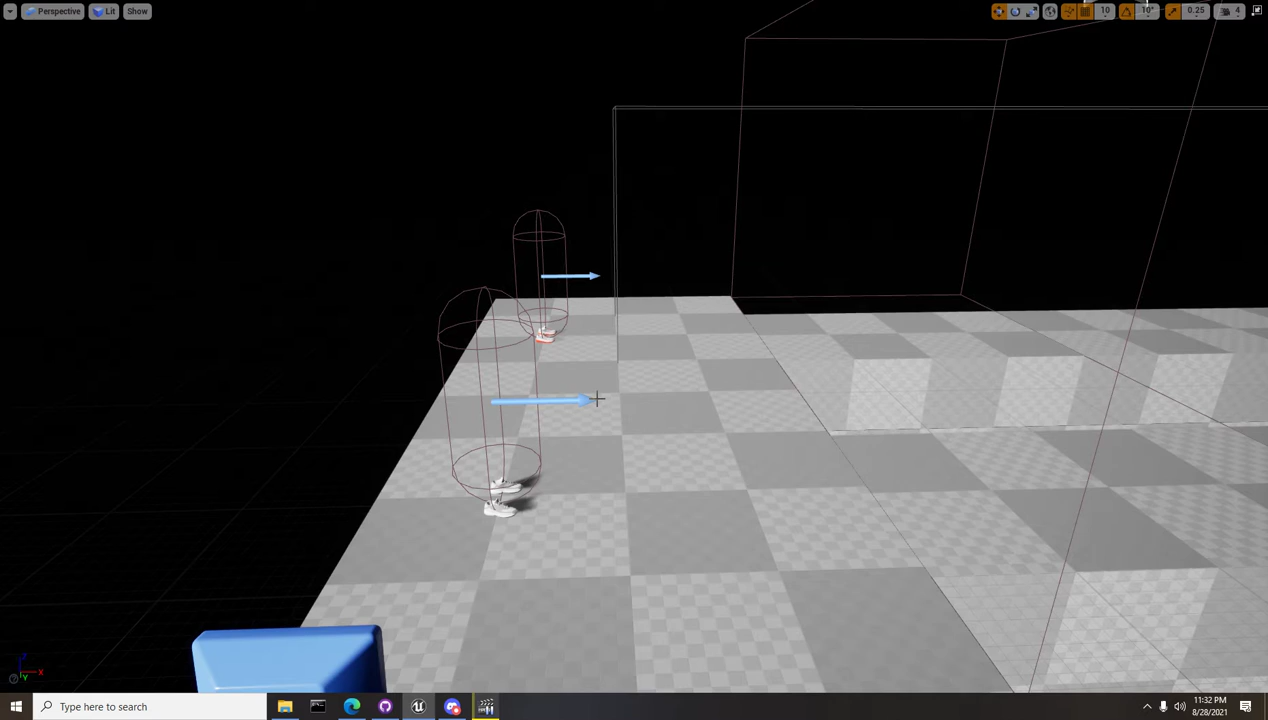 Perspective Lit Show 10 10° 0.25 4
Z
X
Y
?
Type here to search
11:32 PM
8/28/2021